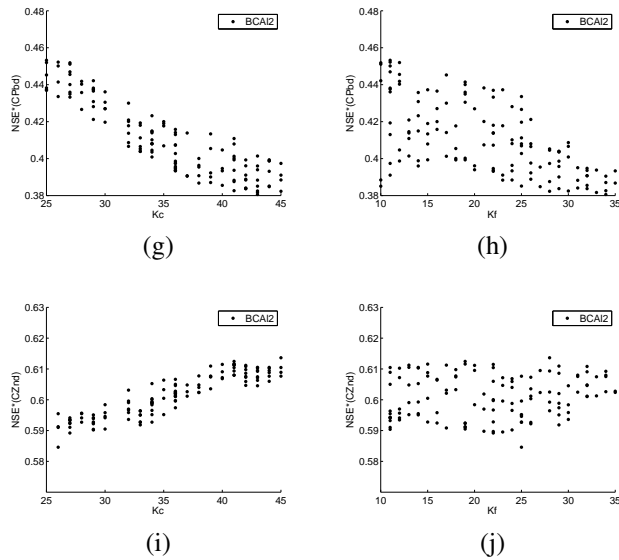 0.48
0.46
0.44
0.42
0.4
0.38
25 30 35 40 45
Kc
NSE*(CPbd)
BCAI2
(g)
0.48
0.46
0.44
0.42
0.4
0.38
10 15 20 25 30 35
Kf
NSE*(CPbd)
BCAI2
(h)
0.63
0.62
0.61
0.6
0.59
0.58
25 30 35 40 45
Kc
NSE*(CZnd)
BCAI2
(i)
0.63
0.62
0.61
0.6
0.59
0.58
10 15 20 25 30 35
Kf
NSE*(CZnd)
BCAI2
(j)